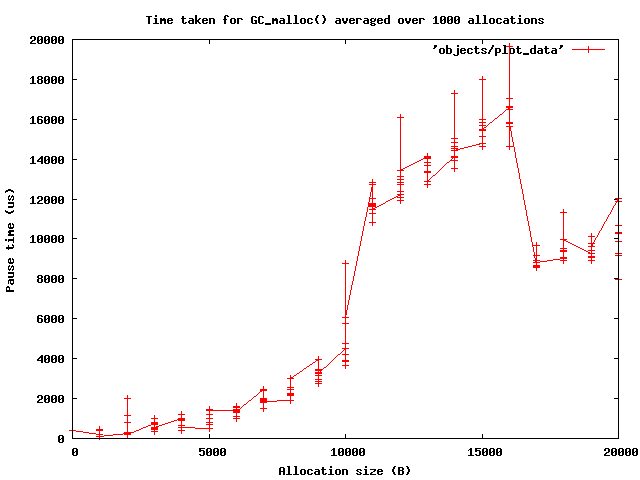 Time taken for GC_malloc() averaged over 1000 allocations
'objects/plot_data'
20000
18000
16000
14000
12000
10000
8000
6000
4000
2000
0
Pause time (us)
0 5000 10000 15000 20000
Allocation size (B)